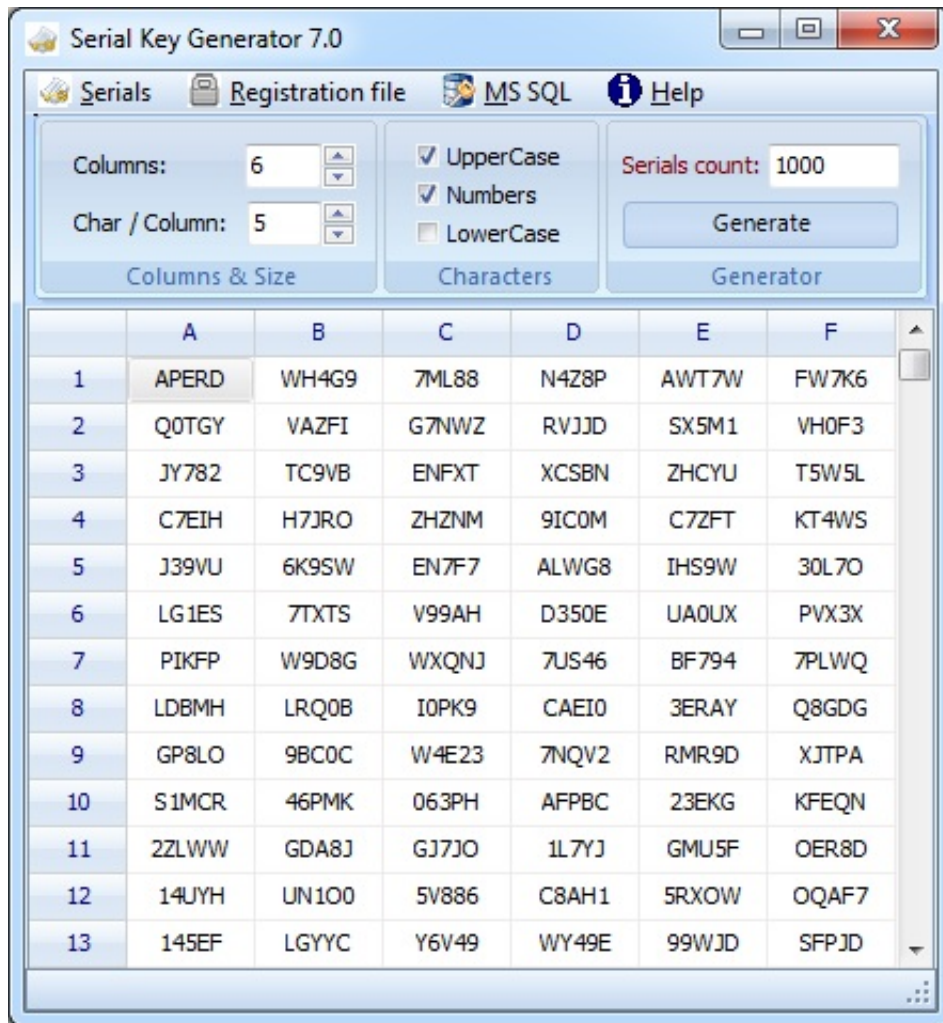 Serial Key Generator 7.0
Serials Registration file MS SQL Help
Columns: 6 UpperCase Serials count: 1000
Numbers
Char / Column: 5 LowerCase Generate
Columns & Size Characters Generator
A B C D E F
1 APERD WH4G9 7ML88 N4Z8P AWT7W FW7K6
2 Q0TGY VAZFI G7NWZ RVJJD SX5M1 VH0F3
3 JY782 TC9VB ENFXT XCSBN ZHCYU T5W5L
4 C7EIH H7JRO ZHZNM 9IC0M C7ZFT KT4WS
5 J39VU 6K9SW EN7F7 ALWG8 IHS9W 30L7O
6 LG1ES 7TXTS V99AH D350E UA0UX PVX3X
7 PIKFP W9D8G WXQNJ 7US46 BF794 7PLWQ
8 LDBMH LRQ0B I0PK9 CAEI0 3ERAY Q8GDG
9 GP8LO 9BC0C W4E23 7NQV2 RMR9D XJTPA
10 S1MCR 46PMK 063PH AFPBC 23EKG KFEQN
11 2ZLWW GDA8J GJ7JO 1L7YJ GMU5F OER8D
12 14UYH UN1O0 5V886 C8AH1 5RXOW OQAF7
13 145EF LGYYC Y6V49 WY49E 99WJD SFPJD